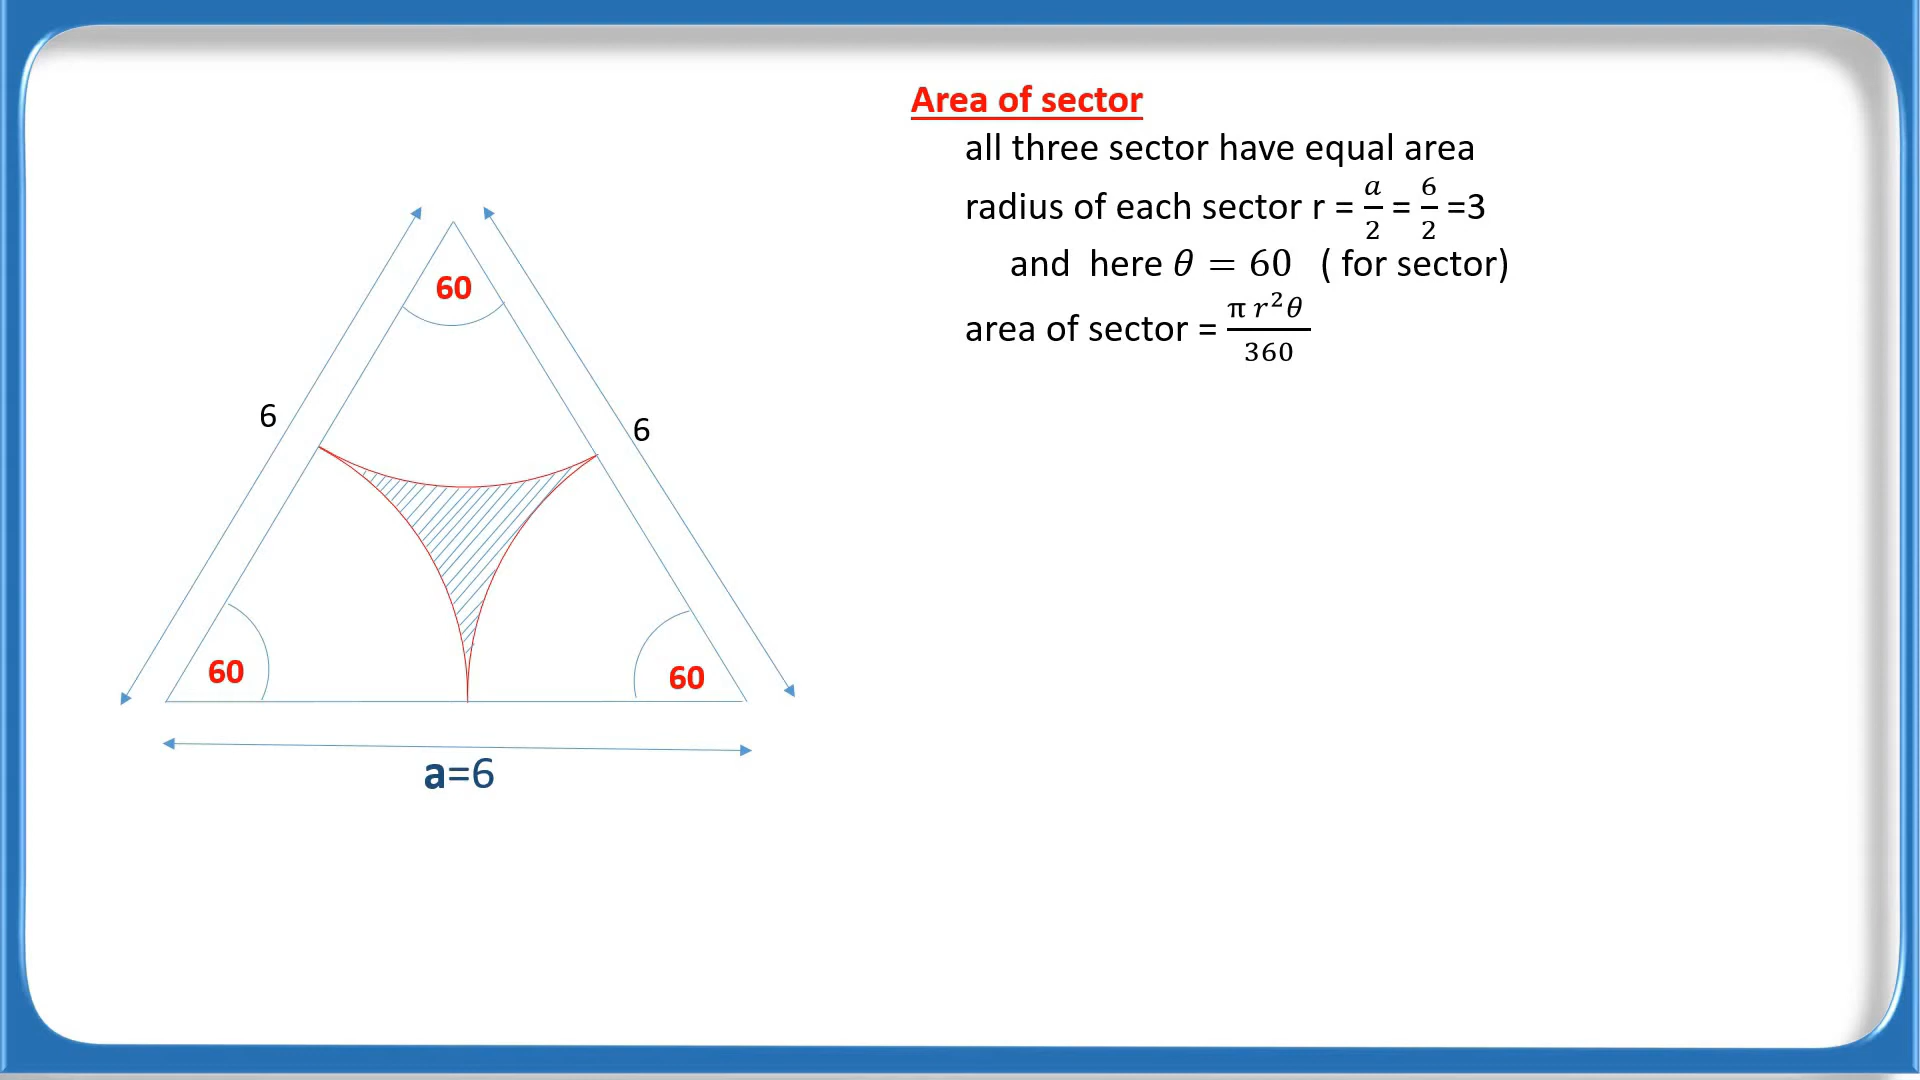 Area of sector
all three sector have equal area
radius of each sector r = a/2 = 6/2 =3
and here θ = 60 ( for sector)
area of sector = π r²θ/360
60
6
6
60
60
a=6